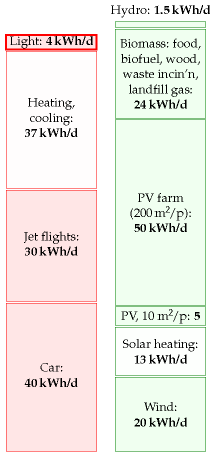 Hydro: 1.5 kWh/d
Light: 4 kWh/d
Heating,
cooling:
37 kWh/d
Jet flights:
30 kWh/d
Car:
40 kWh/d
Biomass: food,
biofuel, wood,
waste incin'n,
landfill gas:
24 kWh/d
PV farm
(200 m²/p):
50 kWh/d
PV, 10 m²/p: 5
Solar heating:
13 kWh/d
Wind:
20 kWh/d